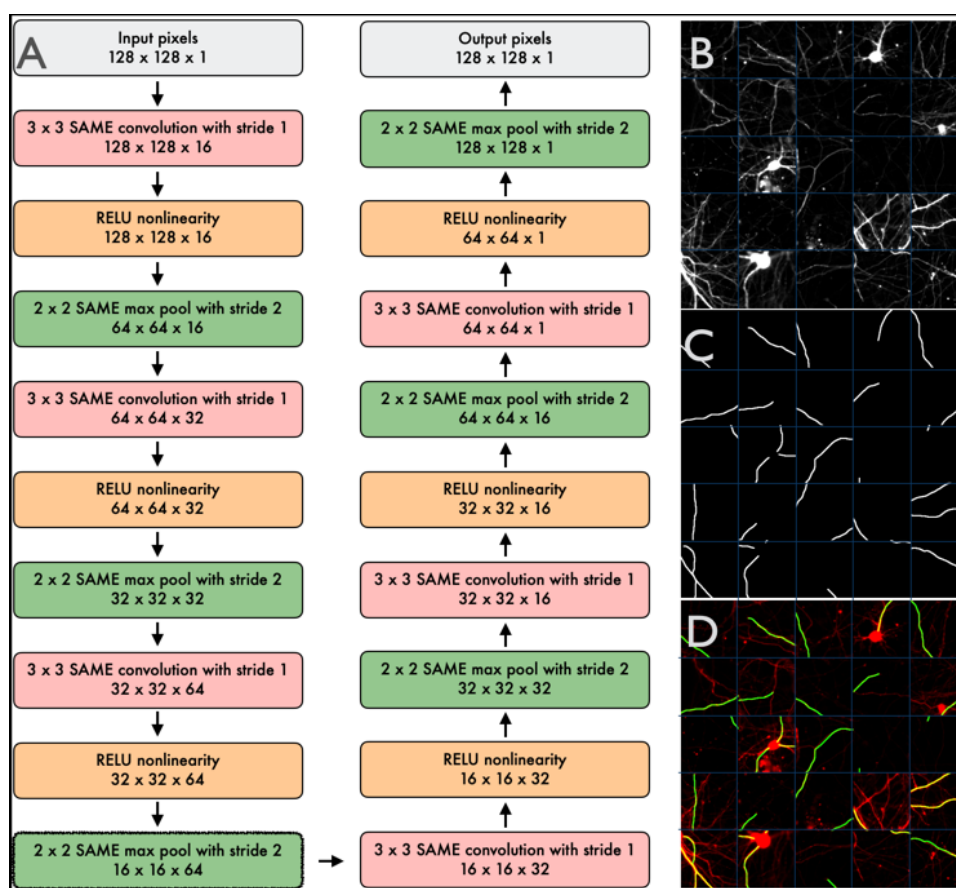 A
Input pixels
128 x 128 x 1
3 x 3 SAME convolution with stride 1
128 x 128 x 16
RELU nonlinearity
128 x 128 x 16
2 x 2 SAME max pool with stride 2
64 x 64 x 16
3 x 3 SAME convolution with stride 1
64 x 64 x 32
RELU nonlinearity
64 x 64 x 32
2 x 2 SAME max pool with stride 2
32 x 32 x 32
3 x 3 SAME convolution with stride 1
32 x 32 x 64
RELU nonlinearity
32 x 32 x 64
2 x 2 SAME max pool with stride 2
16 x 16 x 64
Output pixels
128 x 128 x 1
2 x 2 SAME max pool with stride 2
128 x 128 x 1
RELU nonlinearity
64 x 64 x 1
3 x 3 SAME convolution with stride 1
64 x 64 x 1
2 x 2 SAME max pool with stride 2
64 x 64 x 16
RELU nonlinearity
32 x 32 x 16
3 x 3 SAME convolution with stride 1
32 x 32 x 16
2 x 2 SAME max pool with stride 2
32 x 32 x 32
RELU nonlinearity
16 x 16 x 32
3 x 3 SAME convolution with stride 1
16 x 16 x 32
B
C
D